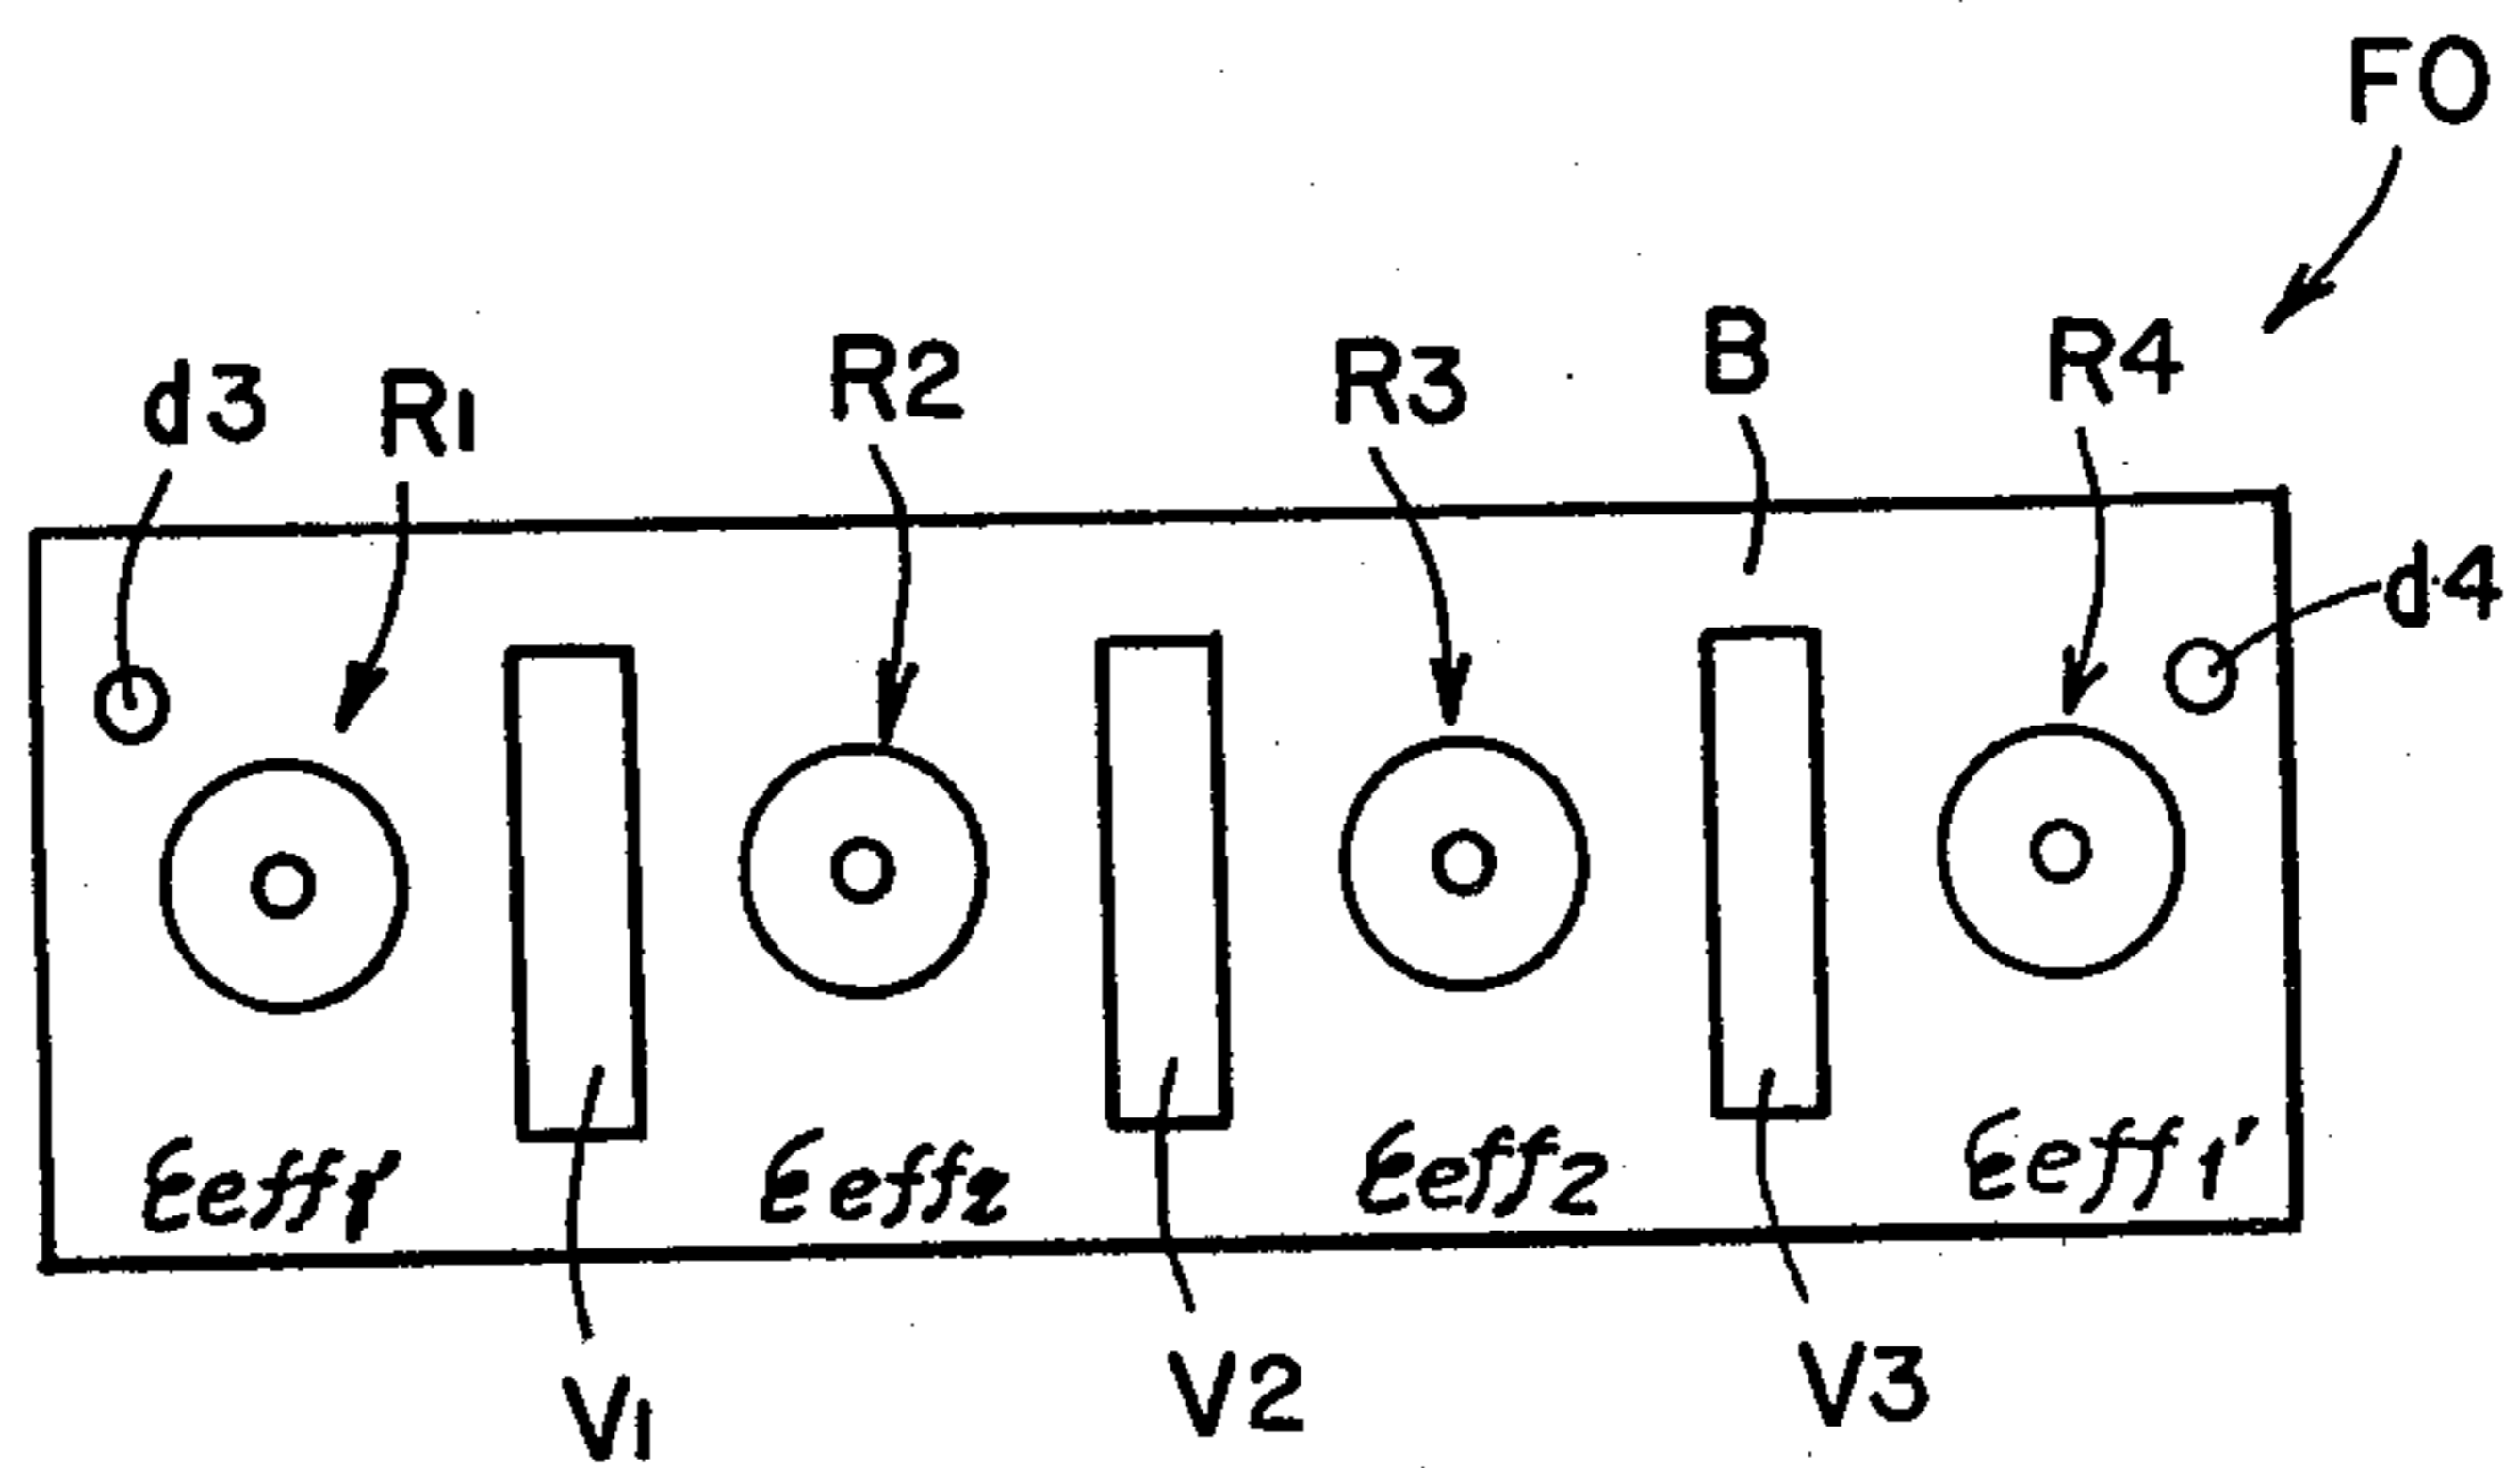 FO
d3 R1 R2 R3 B R4
d4
εeff1' εeff2 εeff2 εeff1'
V1 V2 V3